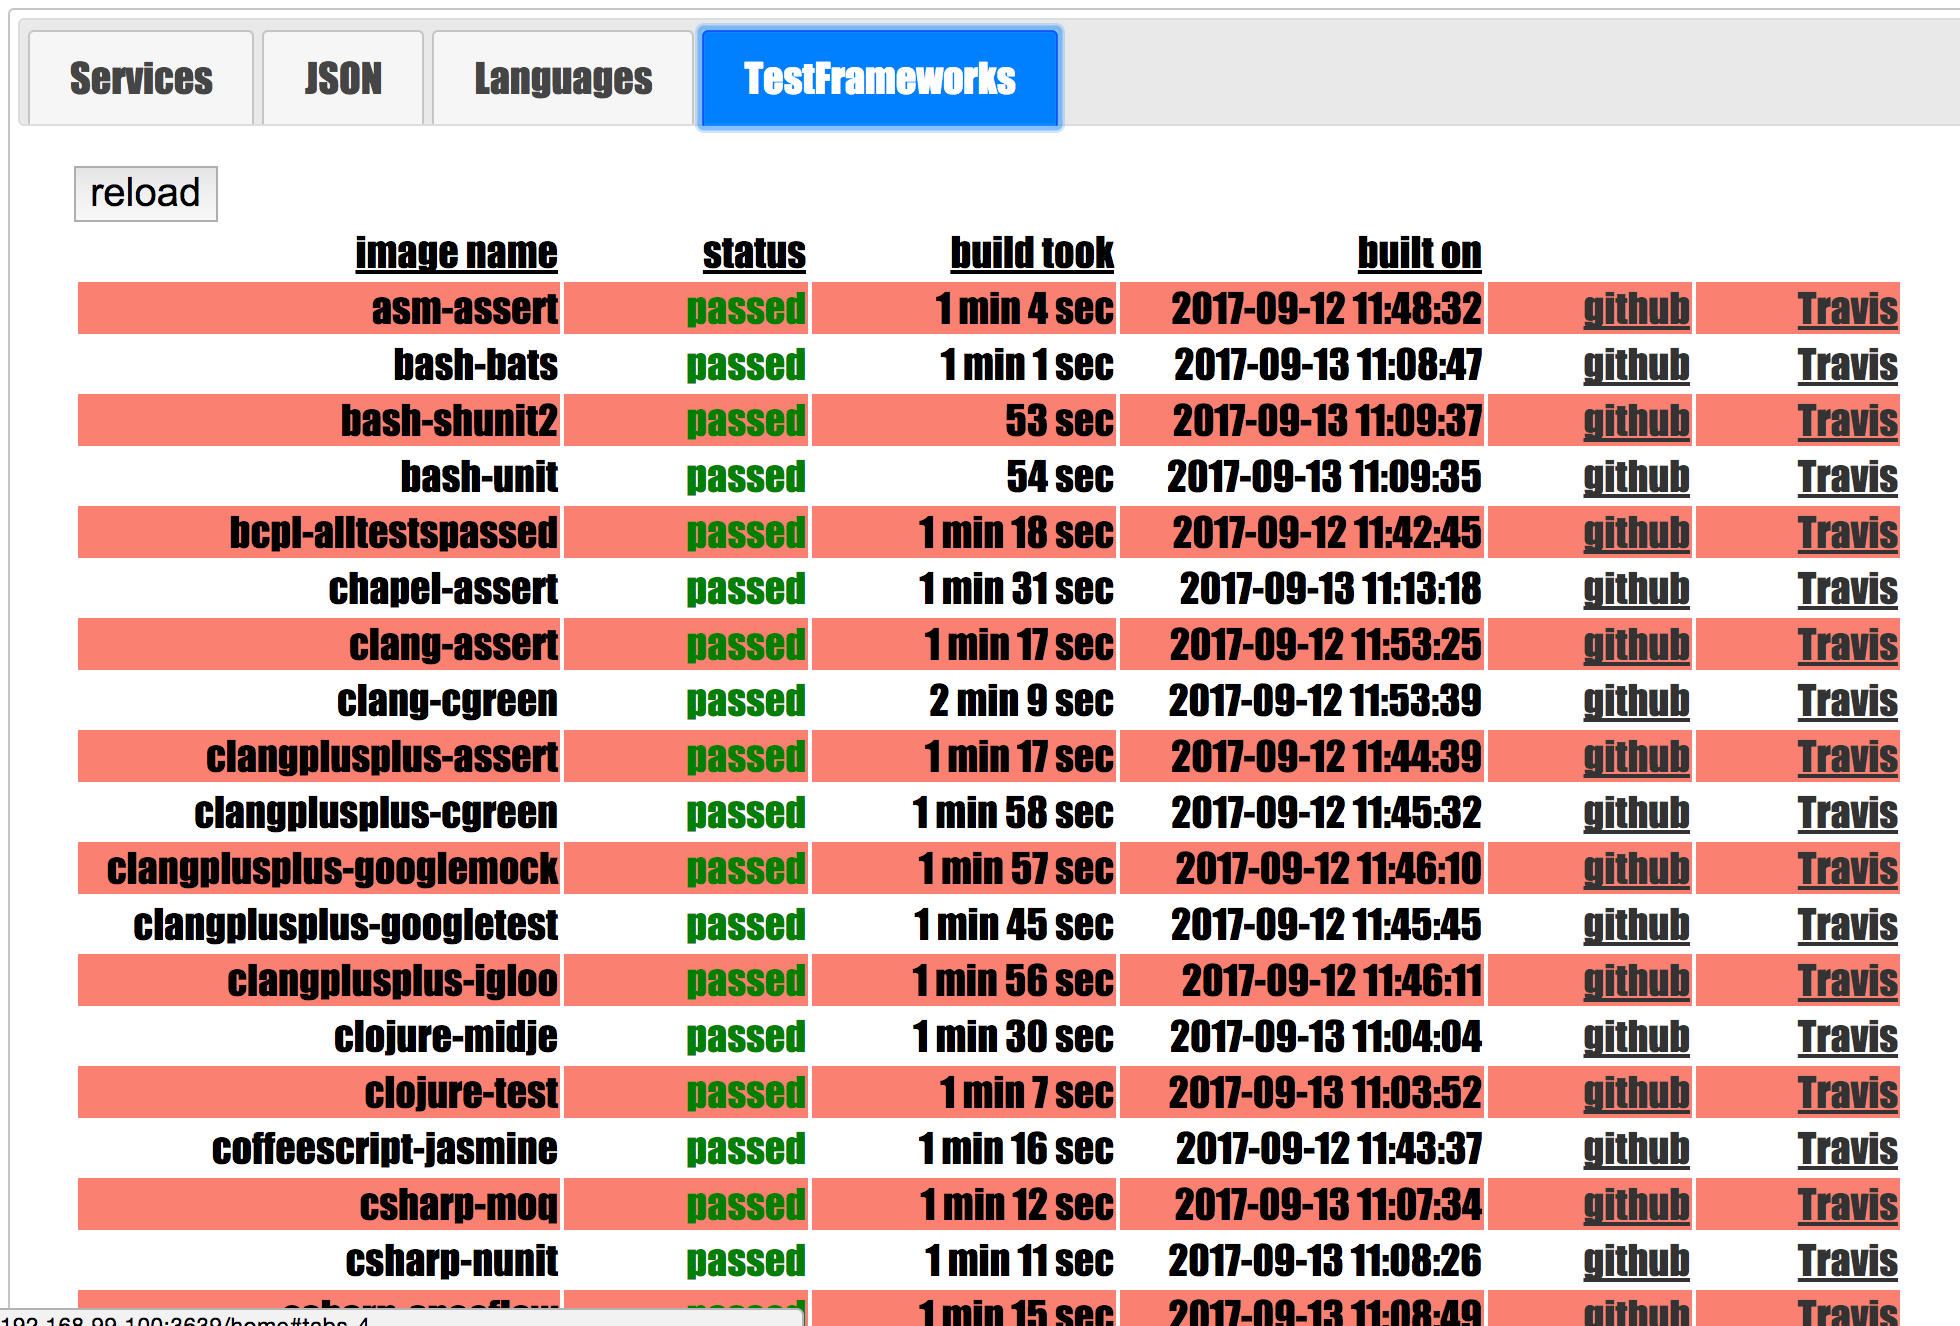 Services JSON Languages TestFrameworks
reload
image name status build took built on
asm-assert passed 1 min 4 sec 2017-09-12 11:48:32 github Travis
bash-bats passed 1 min 1 sec 2017-09-13 11:08:47 github Travis
bash-shunit2 passed 53 sec 2017-09-13 11:09:37 github Travis
bash-unit passed 54 sec 2017-09-13 11:09:35 github Travis
bcpl-alltestspassed passed 1 min 18 sec 2017-09-12 11:42:45 github Travis
chapel-assert passed 1 min 31 sec 2017-09-13 11:13:18 github Travis
clang-assert passed 1 min 17 sec 2017-09-12 11:53:25 github Travis
clang-cgreen passed 2 min 9 sec 2017-09-12 11:53:39 github Travis
clangplusplus-assert passed 1 min 17 sec 2017-09-12 11:44:39 github Travis
clangplusplus-cgreen passed 1 min 58 sec 2017-09-12 11:45:32 github Travis
clangplusplus-googlemock passed 1 min 57 sec 2017-09-12 11:46:10 github Travis
clangplusplus-googletest passed 1 min 45 sec 2017-09-12 11:45:45 github Travis
clangplusplus-igloo passed 1 min 56 sec 2017-09-12 11:46:11 github Travis
clojure-midje passed 1 min 30 sec 2017-09-13 11:04:04 github Travis
clojure-test passed 1 min 7 sec 2017-09-13 11:03:52 github Travis
coffeescript-jasmine passed 1 min 16 sec 2017-09-12 11:43:37 github Travis
csharp-moq passed 1 min 12 sec 2017-09-13 11:07:34 github Travis
csharp-nunit passed 1 min 11 sec 2017-09-13 11:08:26 github Travis
csharp-specflow passed 1 min 15 sec 2017-09-13 11:08:49 github Travis
192.168.99.100:3639/home#tabs-4